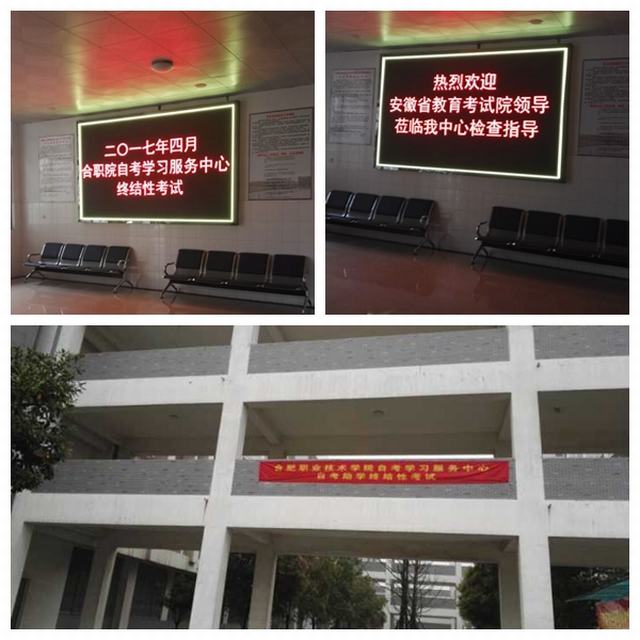 二〇一七年四月
合职院自考学习服务中心
终结性考试
热烈欢迎
安徽省教育考试院领导
莅临我中心检查指导
合肥职业技术学院自考学习服务中心
自考助学终结性考试